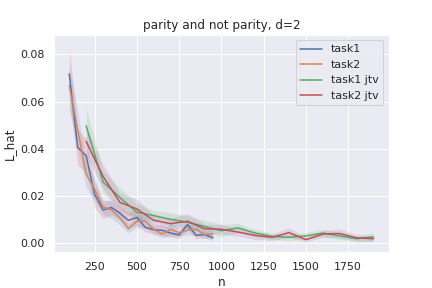 parity and not parity, d=2
task1
task2
task1 jtv
task2 jtv
L_hat
0.08
0.06
0.04
0.02
0.00
250 500 750 1000 1250 1500 1750
n